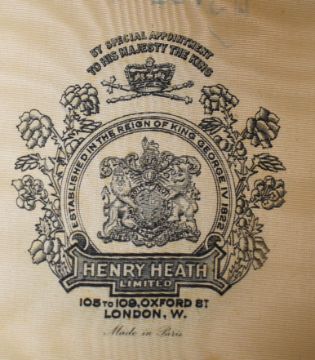 BY SPECIAL APPOINTMENT
TO HIS MAJESTY THE KING
ESTABLISHED IN THE REIGN OF KING GEORGE IV 1822
HENRY HEATH
LIMITED
105 TO 109, OXFORD ST
LONDON, W.
Made in Paris